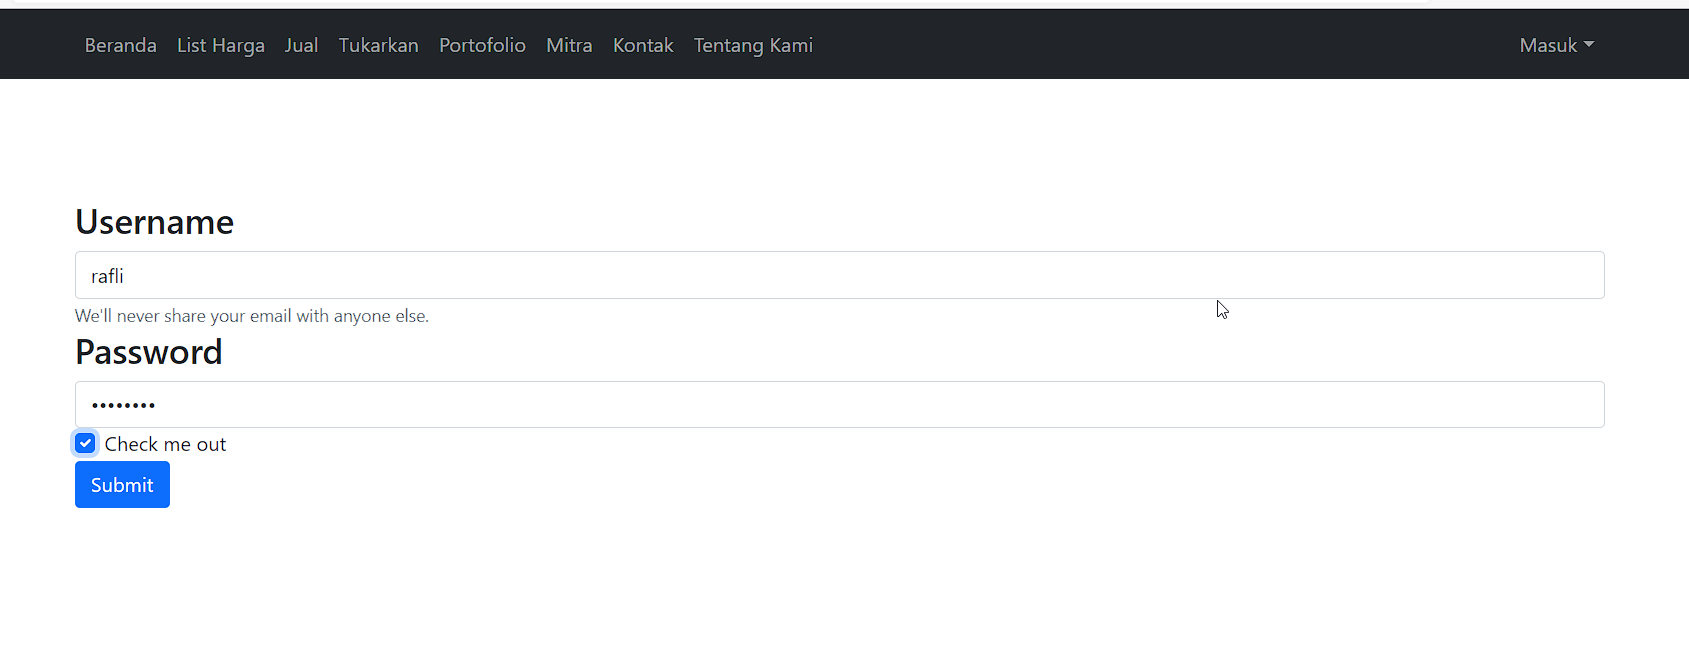 Beranda List Harga Jual Tukarkan Portofolio Mitra Kontak Tentang Kami Masuk
Username
rafli
We'll never share your email with anyone else.
Password
••••••••
Check me out
Submit